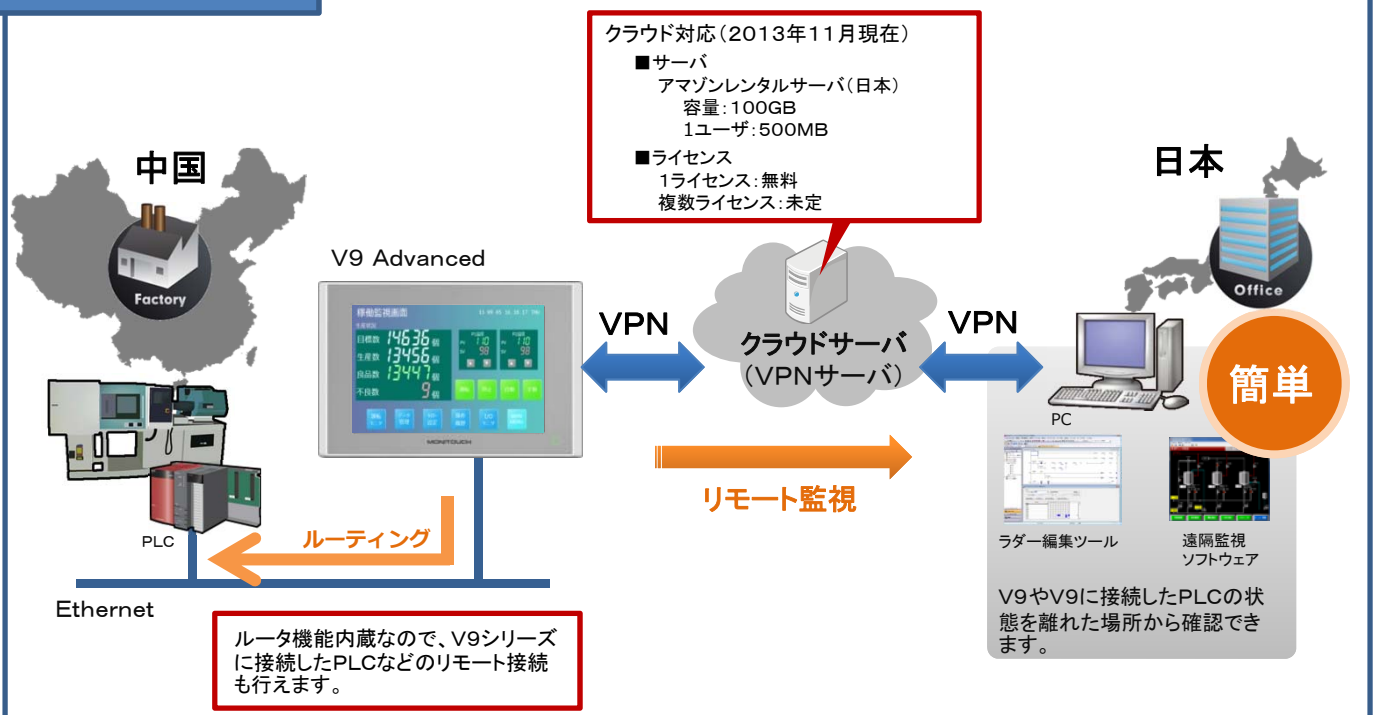 クラウド対応(2013年11月現在)
■サーバ
アマゾンレンタルサーバ(日本)
容量:100GB
1ユーザ:500MB
■ライセンス
1ライセンス:無料
複数ライセンス:未定
中国
Factory
日本
Office
V9 Advanced
稼働監視画面
目標数 14636 個
生産数 13456 個
良品数 13447 個
不良数 9 個
MONITOUCH
VPN
クラウドサーバ
(VPNサーバ)
VPN
簡単
PC
リモート監視
PLC
ルーティング
Ethernet
ラダー編集ツール
遠隔監視
ソフトウェア
V9やV9に接続したPLCの状
態を離れた場所から確認でき
ます。
ルータ機能内蔵なので、V9シリーズ
に接続したPLCなどのリモート接続
も行えます。